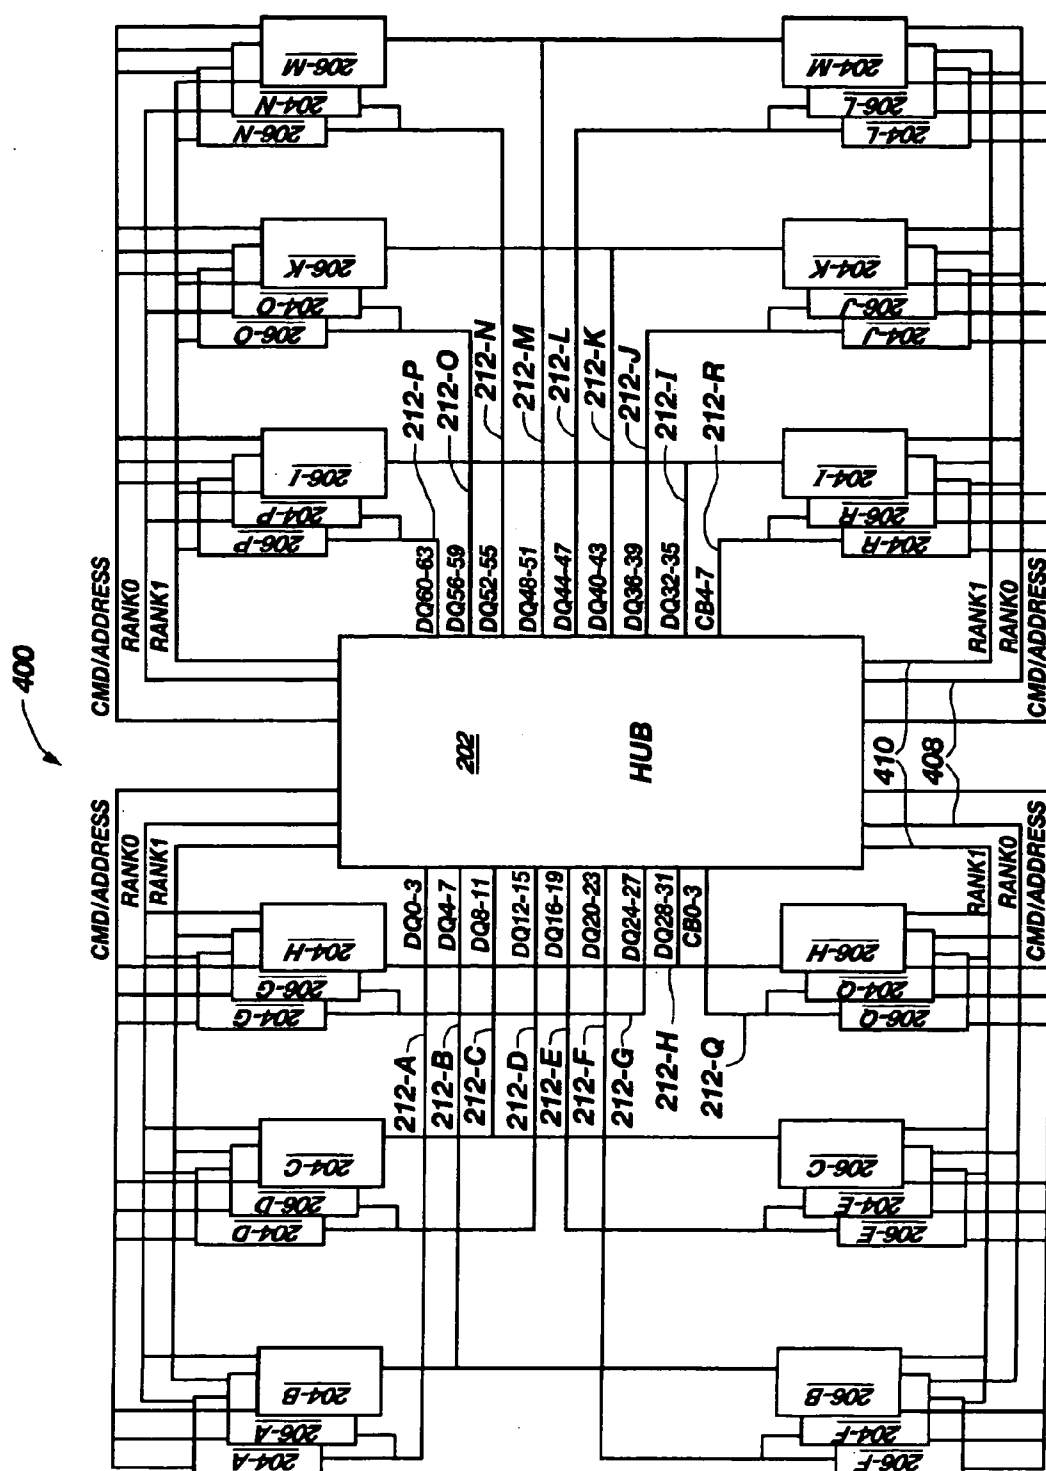 400
CMD/ADDRESS
RANK0
RANK1
CMD/ADDRESS
RANK0
RANK1
206-M
204-N
206-N
204-M
206-L
204-L
206-K
204-O
206-O
204-K
206-J
204-J
206-I
204-P
206-P
204-I
206-R
204-R
212-P
212-O
212-N
212-M
212-L
212-K
212-J
212-I
212-R
DQ60-63
DQ56-59
DQ52-55
DQ48-51
DQ44-47
DQ40-43
DQ36-39
DQ32-35
CB4-7
RANK1
RANK0
CMD/ADDRESS
202
HUB
410
408
DQ0-3
DQ4-7
DQ8-11
DQ12-15
DQ16-19
DQ20-23
DQ24-27
DQ28-31
CB0-3
RANK1
RANK0
CMD/ADDRESS
204-H
206-G
204-G
206-H
204-Q
206-Q
212-A
212-B
212-C
212-D
212-E
212-F
212-G
212-H
212-Q
204-C
206-D
204-D
206-C
204-E
206-E
204-B
206-A
204-A
206-B
204-F
206-F